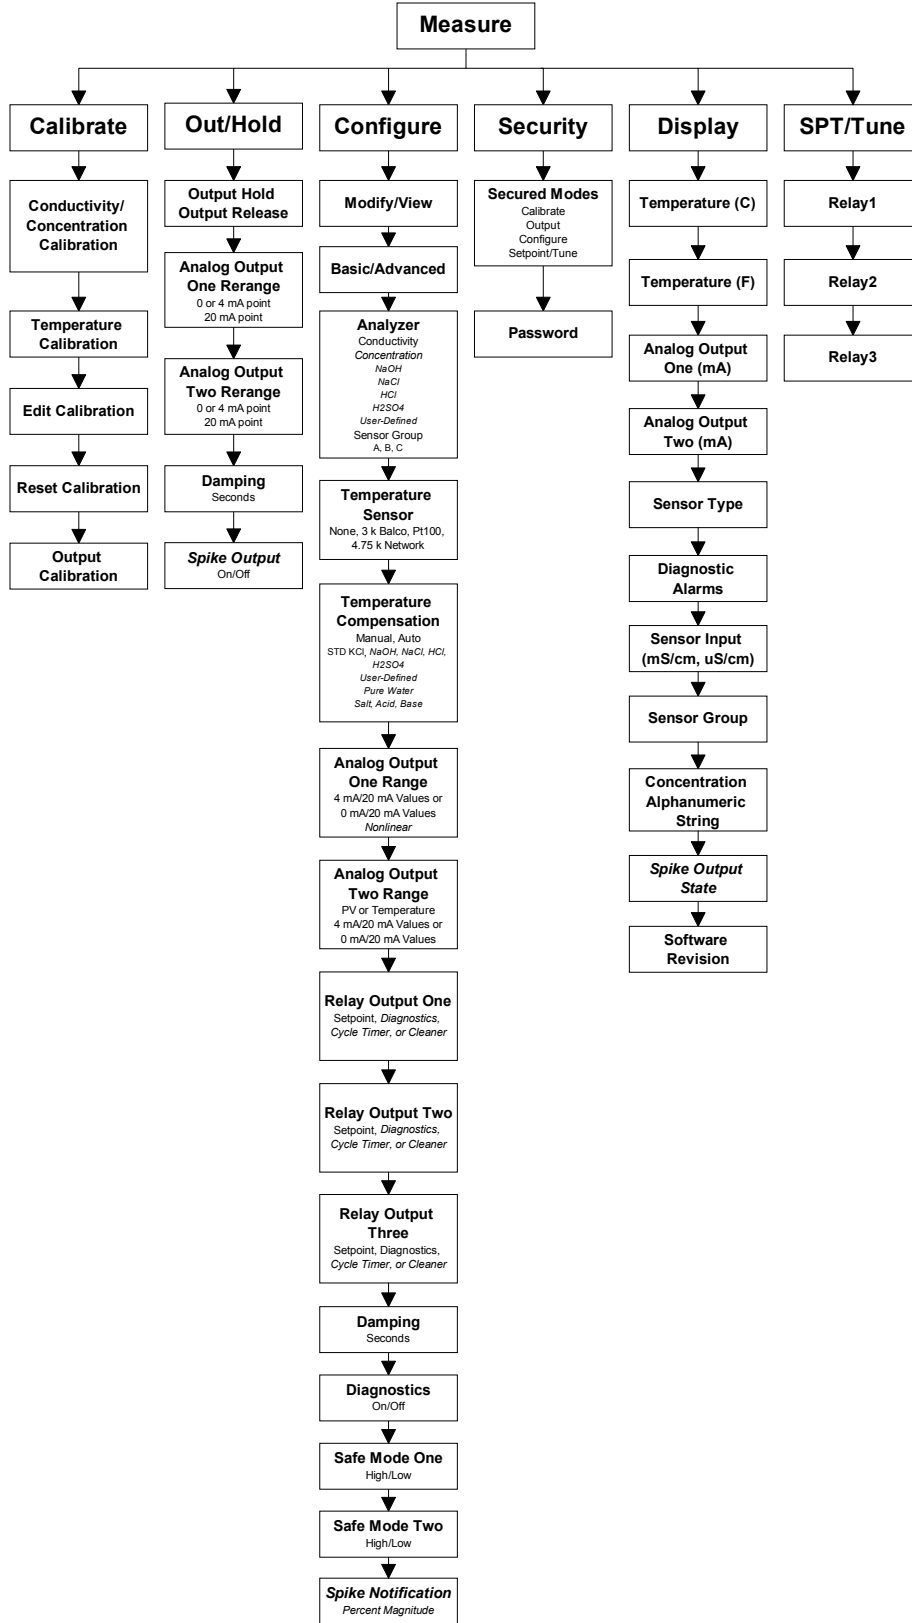 Measure
Calibrate
Conductivity/
Concentration
Calibration
Temperature
Calibration
Edit Calibration
Reset Calibration
Output
Calibration
Out/Hold
Output Hold
Output Release
Analog Output
One Rerange
0 or 4 mA point
20 mA point
Analog Output
Two Rerange
0 or 4 mA point
20 mA point
Damping
Seconds
Spike Output
On/Off
Configure
Modify/View
Basic/Advanced
Analyzer
Conductivity
Concentration
NaOH
NaCl
HCl
H2SO4
User-Defined
Sensor Group
A, B, C
Temperature
Sensor
None, 3 k Balco, Pt100,
4.75 k Network
Temperature
Compensation
Manual, Auto
STD KCl, NaOH, NaCl, HCl,
H2SO4
User-Defined
Pure Water
Salt, Acid, Base
Analog Output
One Range
4 mA/20 mA Values or
0 mA/20 mA Values
Nonlinear
Analog Output
Two Range
PV or Temperature
4 mA/20 mA Values or
0 mA/20 mA Values
Relay Output One
Setpoint, Diagnostics,
Cycle Timer, or Cleaner
Relay Output Two
Setpoint, Diagnostics,
Cycle Timer, or Cleaner
Relay Output
Three
Setpoint, Diagnostics,
Cycle Timer, or Cleaner
Damping
Seconds
Diagnostics
On/Off
Safe Mode One
High/Low
Safe Mode Two
High/Low
Spike Notification
Percent Magnitude
Security
Secured Modes
Calibrate
Output
Configure
Setpoint/Tune
Password
Display
Temperature (C)
Temperature (F)
Analog Output
One (mA)
Analog Output
Two (mA)
Sensor Type
Diagnostic
Alarms
Sensor Input
(mS/cm, uS/cm)
Sensor Group
Concentration
Alphanumeric
String
Spike Output
State
Software
Revision
SPT/Tune
Relay1
Relay2
Relay3